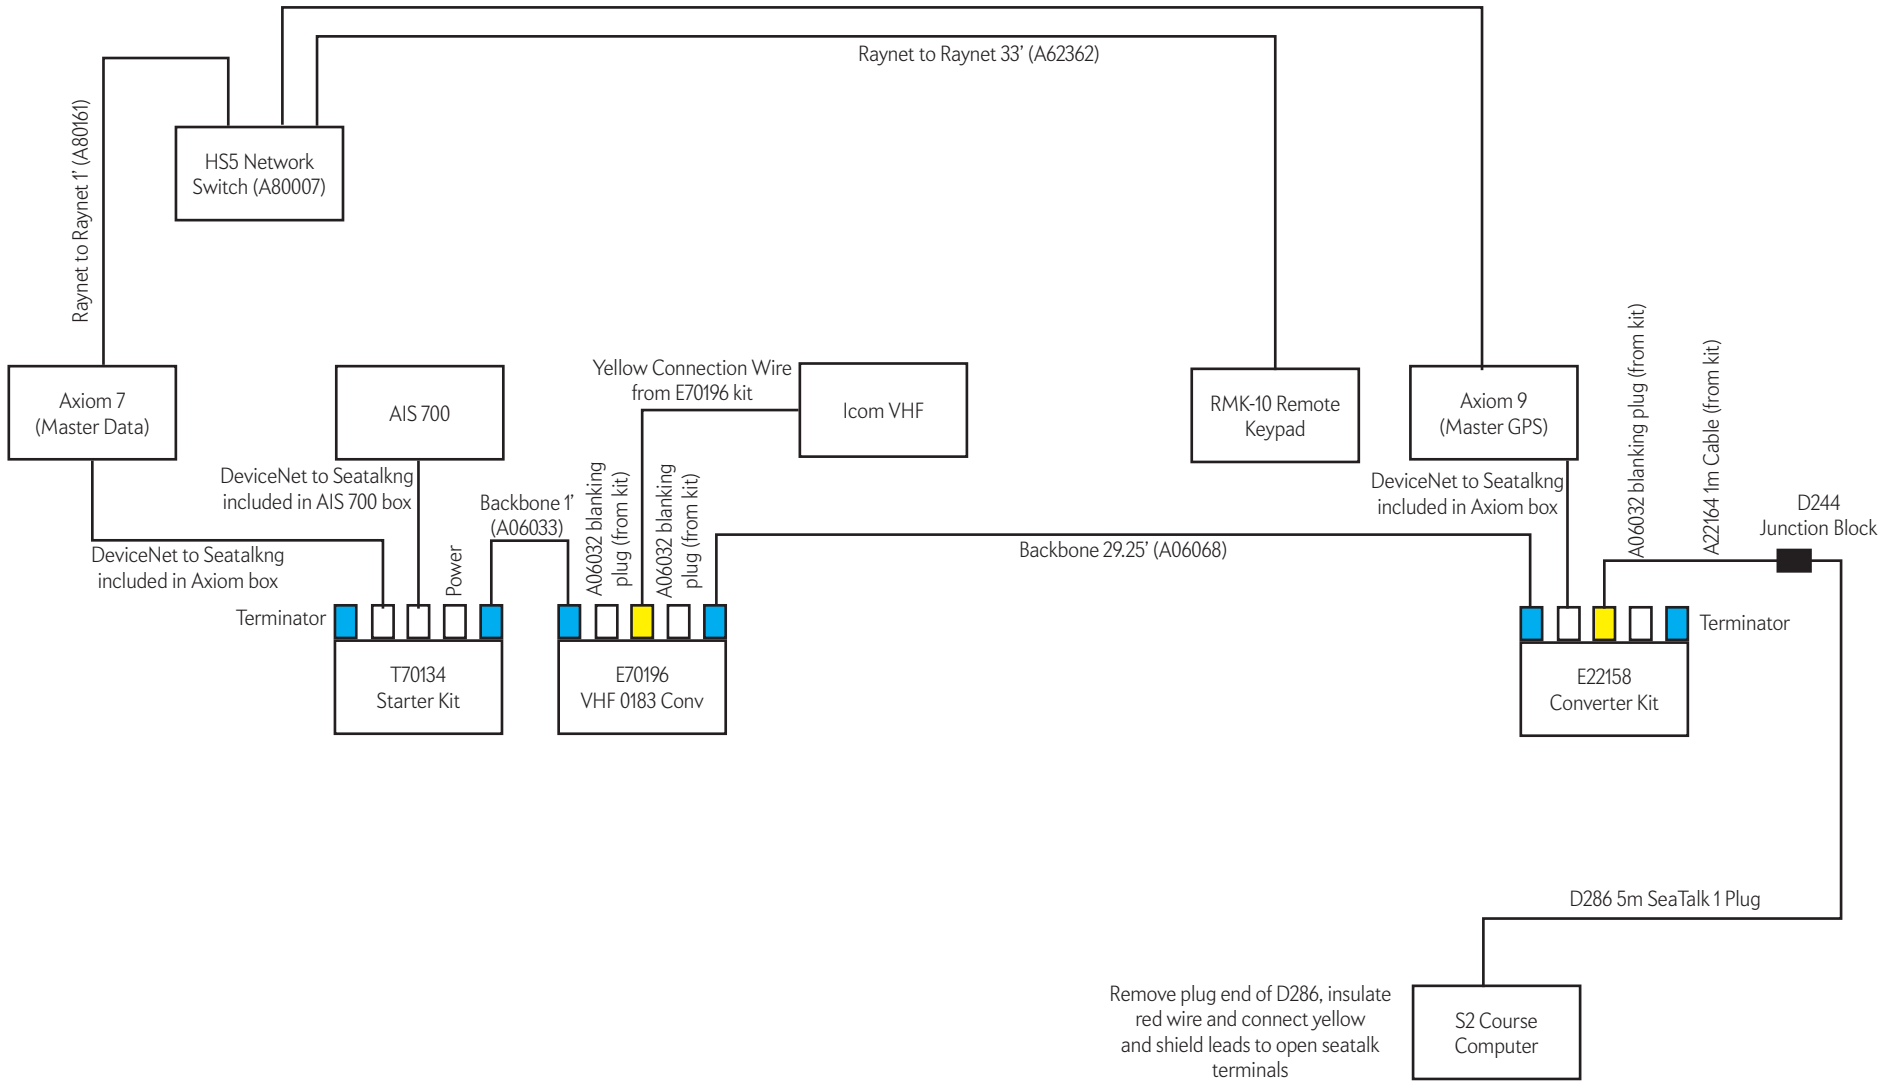 Raynet to Raynet 33' (A62362)
Raynet to Raynet 1' (A80161)
HS5 Network
Switch (A80007)
Axiom 7
(Master Data)
AIS 700
Yellow Connection Wire
from E70196 kit
Icom VHF
RMK-10 Remote
Keypad
Axiom 9
(Master GPS)
A06032 blanking plug (from kit)
A22164 1m Cable (from kit)
DeviceNet to Seatalkng
included in AIS 700 box
Backbone 1'
(A06033)
A06032 blanking
plug (from kit)
A06032 blanking
plug (from kit)
DeviceNet to Seatalkng
included in Axiom box
D244
Junction Block
DeviceNet to Seatalkng
included in Axiom box
Power
Backbone 29.25' (A06068)
Terminator
Terminator
T70134
Starter Kit
E70196
VHF 0183 Conv
E22158
Converter Kit
D286 5m SeaTalk 1 Plug
Remove plug end of D286, insulate
red wire and connect yellow
and shield leads to open seatalk
terminals
S2 Course
Computer